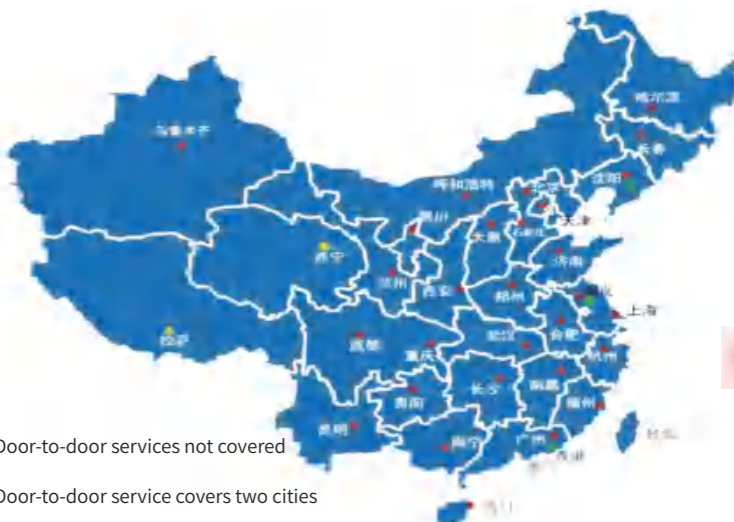 哈尔滨
长春
乌鲁木齐
沈阳
呼和浩特
北京
银川
天津
太原
石家庄
西宁
济南
兰州
西安
郑州
上海
拉萨
成都
重庆
武汉
合肥
杭州
长沙
南昌
贵阳
福州
昆明
南宁
广州
台北
香港
Door-to-door services not covered
Door-to-door service covers two cities